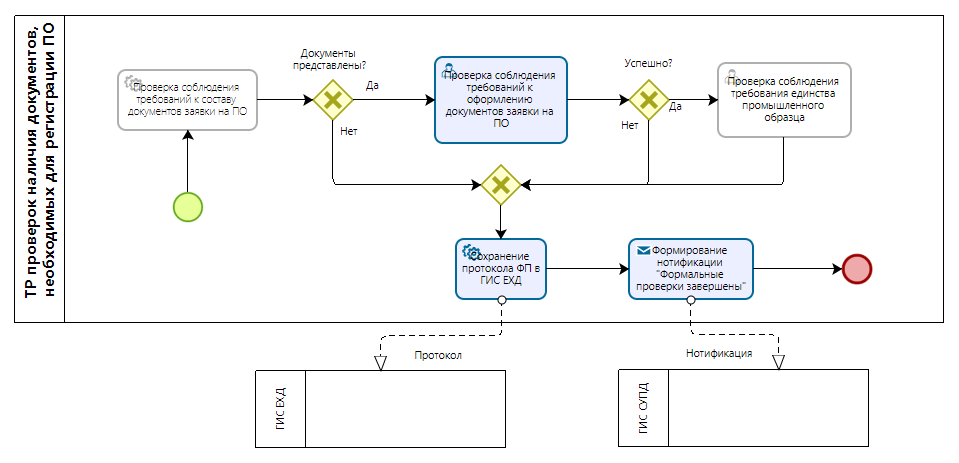 ТР проверок наличия документов,
необходимых для регистрации ПО
Проверка соблюдения
требований к составу
документов заявки на ПО
Документы
представлены?
Да
Нет
Проверка соблюдения
требований к
оформлению
документов заявки на
ПО
Успешно?
Да
Нет
Проверка соблюдения
требования единства
промышленного
образца
Сохранение
протокола ФП в
ГИС ЕХД
Формирование
нотификации
"Формальные
проверки завершены"
Протокол
Нотификация
ГИС ЕХД
ГИС СУПД